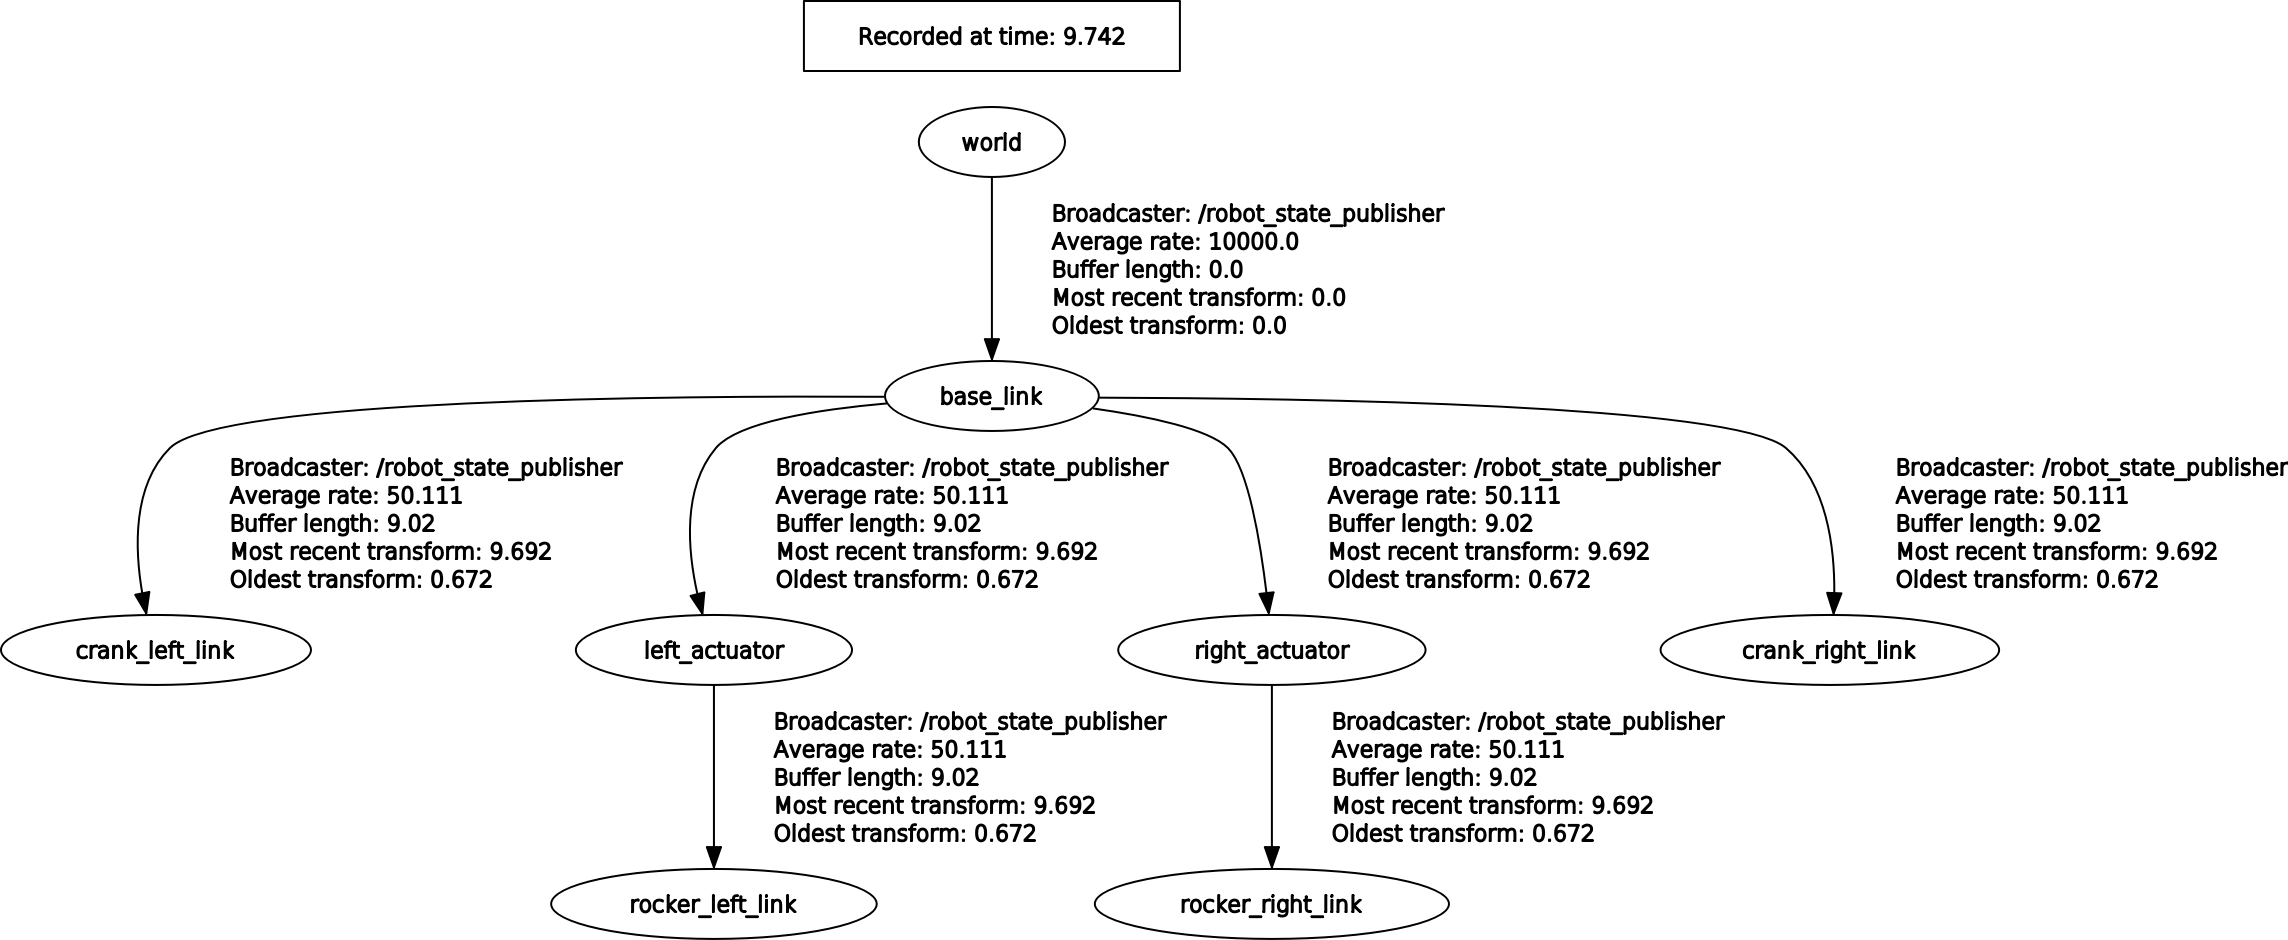 Recorded at time: 9.742
world
Broadcaster: /robot_state_publisher
Average rate: 10000.0
Buffer length: 0.0
Most recent transform: 0.0
Oldest transform: 0.0
base_link
Broadcaster: /robot_state_publisher
Average rate: 50.111
Buffer length: 9.02
Most recent transform: 9.692
Oldest transform: 0.672
Broadcaster: /robot_state_publisher
Average rate: 50.111
Buffer length: 9.02
Most recent transform: 9.692
Oldest transform: 0.672
Broadcaster: /robot_state_publisher
Average rate: 50.111
Buffer length: 9.02
Most recent transform: 9.692
Oldest transform: 0.672
Broadcaster: /robot_state_publisher
Average rate: 50.111
Buffer length: 9.02
Most recent transform: 9.692
Oldest transform: 0.672
crank_left_link
left_actuator
right_actuator
crank_right_link
Broadcaster: /robot_state_publisher
Average rate: 50.111
Buffer length: 9.02
Most recent transform: 9.692
Oldest transform: 0.672
Broadcaster: /robot_state_publisher
Average rate: 50.111
Buffer length: 9.02
Most recent transform: 9.692
Oldest transform: 0.672
rocker_left_link
rocker_right_link